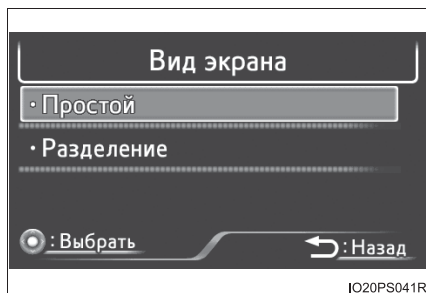 Вид экрана
· Простой
· Разделение
: Выбрать
: Назад
IO20PS041R